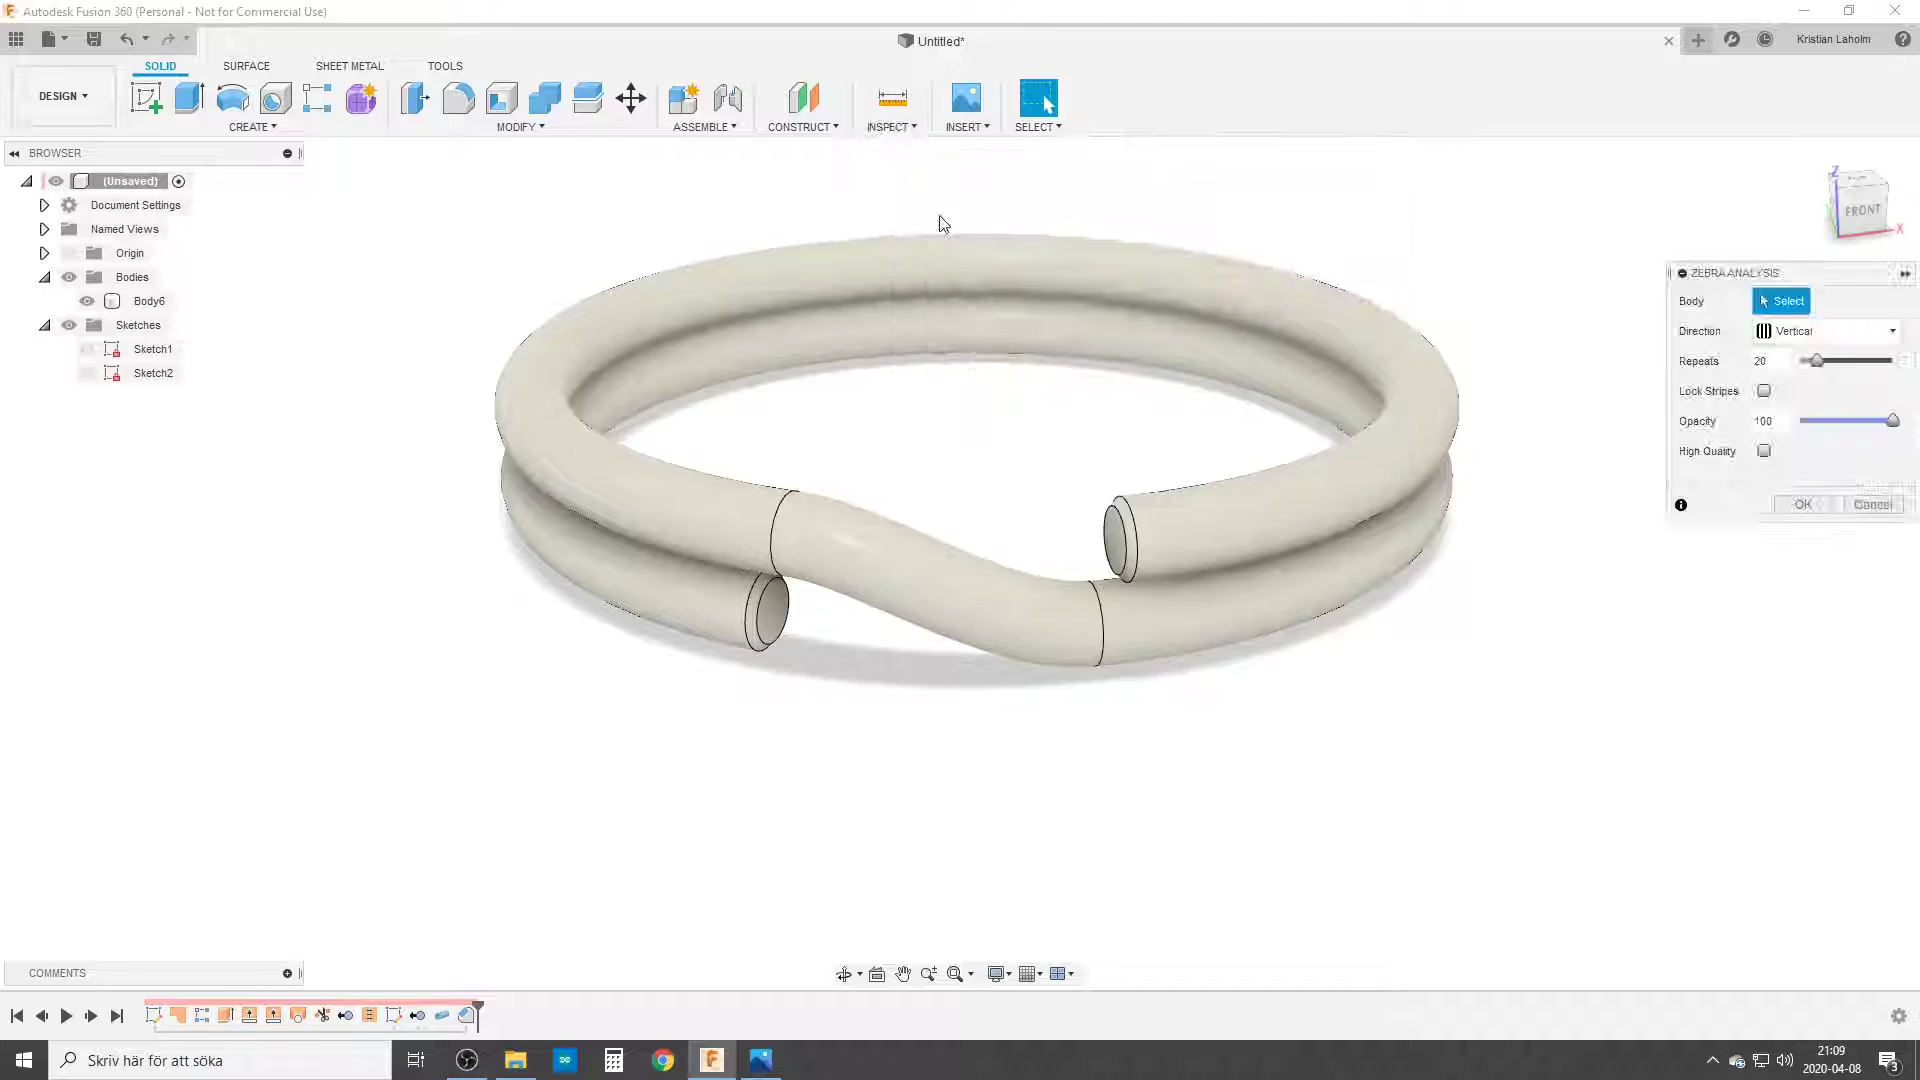 Autodesk Fusion 360 (Personal - Not for Commercial Use)
Untitled*
Kristian Laholm
SOLID SURFACE SHEET METAL TOOLS
DESIGN
CREATE MODIFY ASSEMBLE CONSTRUCT INSPECT INSERT SELECT
BROWSER
(Unsaved)
Document Settings
Named Views
Origin
Bodies
Body6
Sketches
Sketch1
Sketch2
Z
FRONT
X
ZEBRA ANALYSIS
Body Select
Direction Vertical
Repeats 20
Lock Stripes
Opacity 100
High Quality
OK Cancel
COMMENTS
Skriv här för att söka
21:09
2020-04-08
3